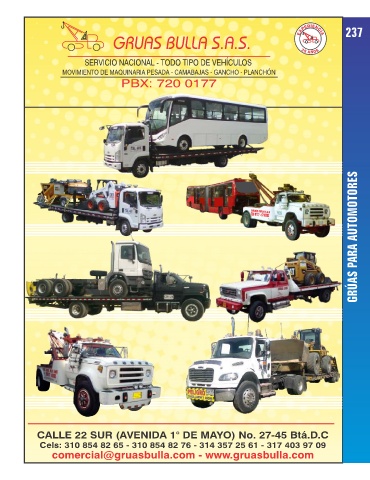 GRUAS BULLA S.A.S.
SERVICIO NACIONAL - TODO TIPO DE VEHÍCULOS
MOVIMIENTO DE MAQUINARIA PESADA - CAMABAJAS - GANCHO - PLANCHÓN
PBX: 720 0177
237
GRUAS PARA AUTOMOTORES
CALLE 22 SUR (AVENIDA 1° DE MAYO) No. 27-45 Btá.D.C
Cels: 310 854 82 65 - 310 854 82 76 - 314 357 25 61 - 317 403 97 09
comercial@gruasbulla.com - www.gruasbulla.com